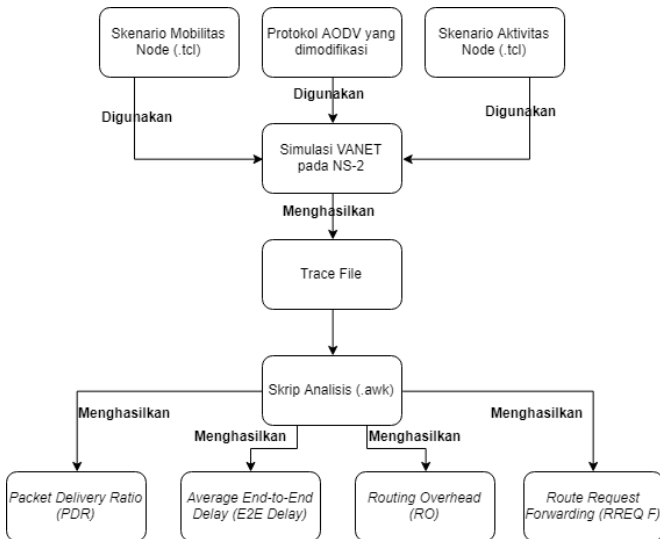 Skenario Mobilitas
Node (.tcl)
Protokol AODV yang
dimodifikasi
Skenario Aktivitas
Node (.tcl)
Digunakan
Digunakan
Digunakan
Simulasi VANET
pada NS-2
Menghasilkan
Trace File
Skrip Analisis (.awk)
Menghasilkan
Menghasilkan
Menghasilkan
Menghasilkan
Packet Delivery Ratio
(PDR)
Average End-to-End
Delay (E2E Delay)
Routing Overhead
(RO)
Route Request
Forwarding (RREQ F)